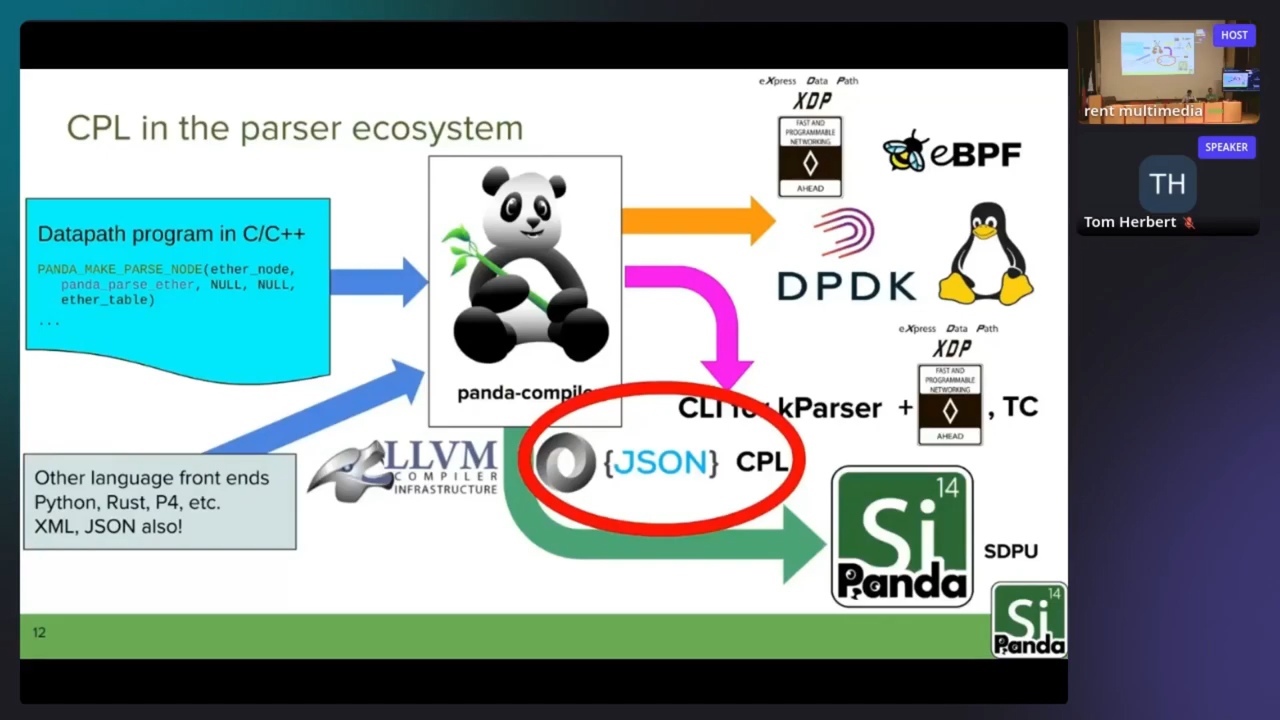 CPL in the parser ecosystem
Datapath program in C/C++
PANDA_MAKE_PARSE_NODE(ether_node,
panda_parse_ether, NULL, NULL,
ether_table)
...
Other language front ends
Python, Rust, P4, etc.
XML, JSON also!
panda-compile
LLVM
COMPILER
INFRASTRUCTURE
{JSON} CPL
eXpress Data Path
XDP
FAST AND
PROGRAMMABLE
NETWORKING
AHEAD
eBPF
DPDK
eXpress Data Path
XDP
FAST AND
PROGRAMMABLE
NETWORKING
AHEAD
CLI for kParser + , TC
14
Si
Panda
SDPU
12
14
Si
Panda
HOST
rent multimedia
SPEAKER
TH
Tom Herbert